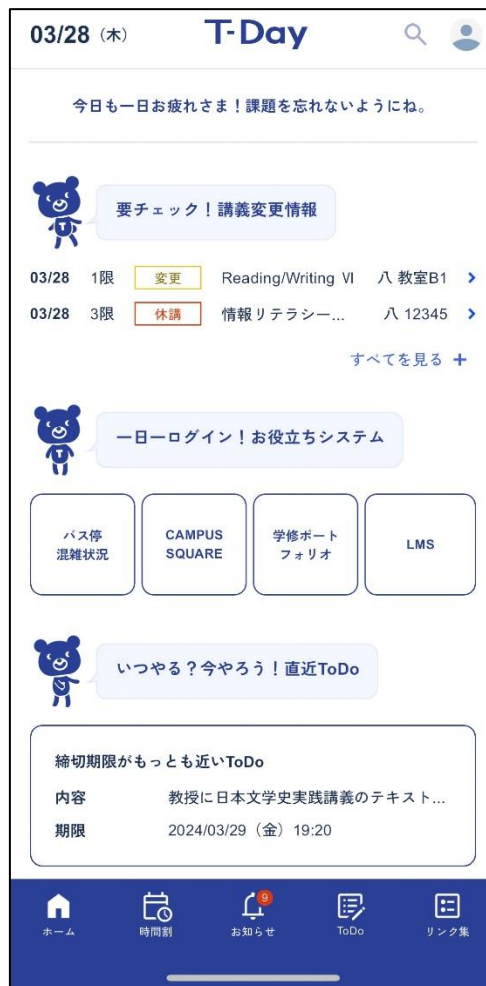 03/28（木） T-Day
今日も一日お疲れさま！課題を忘れないようにね。
要チェック！講義変更情報
03/28 1限 変更 Reading/Writing Ⅵ 八 教室B1
03/28 3限 休講 情報リテラシー... 八 12345
すべてを見る +
一日一ログイン！お役立ちシステム
バス停
混雑状況
CAMPUS
SQUARE
学修ポート
フォリオ
LMS
いつやる？今やろう！直近ToDo
締切期限がもっとも近いToDo
内容 教授に日本文学史実践講義のテキスト...
期限 2024/03/29（金）19:20
9
ホーム 時間割 お知らせ ToDo リンク集
T
T